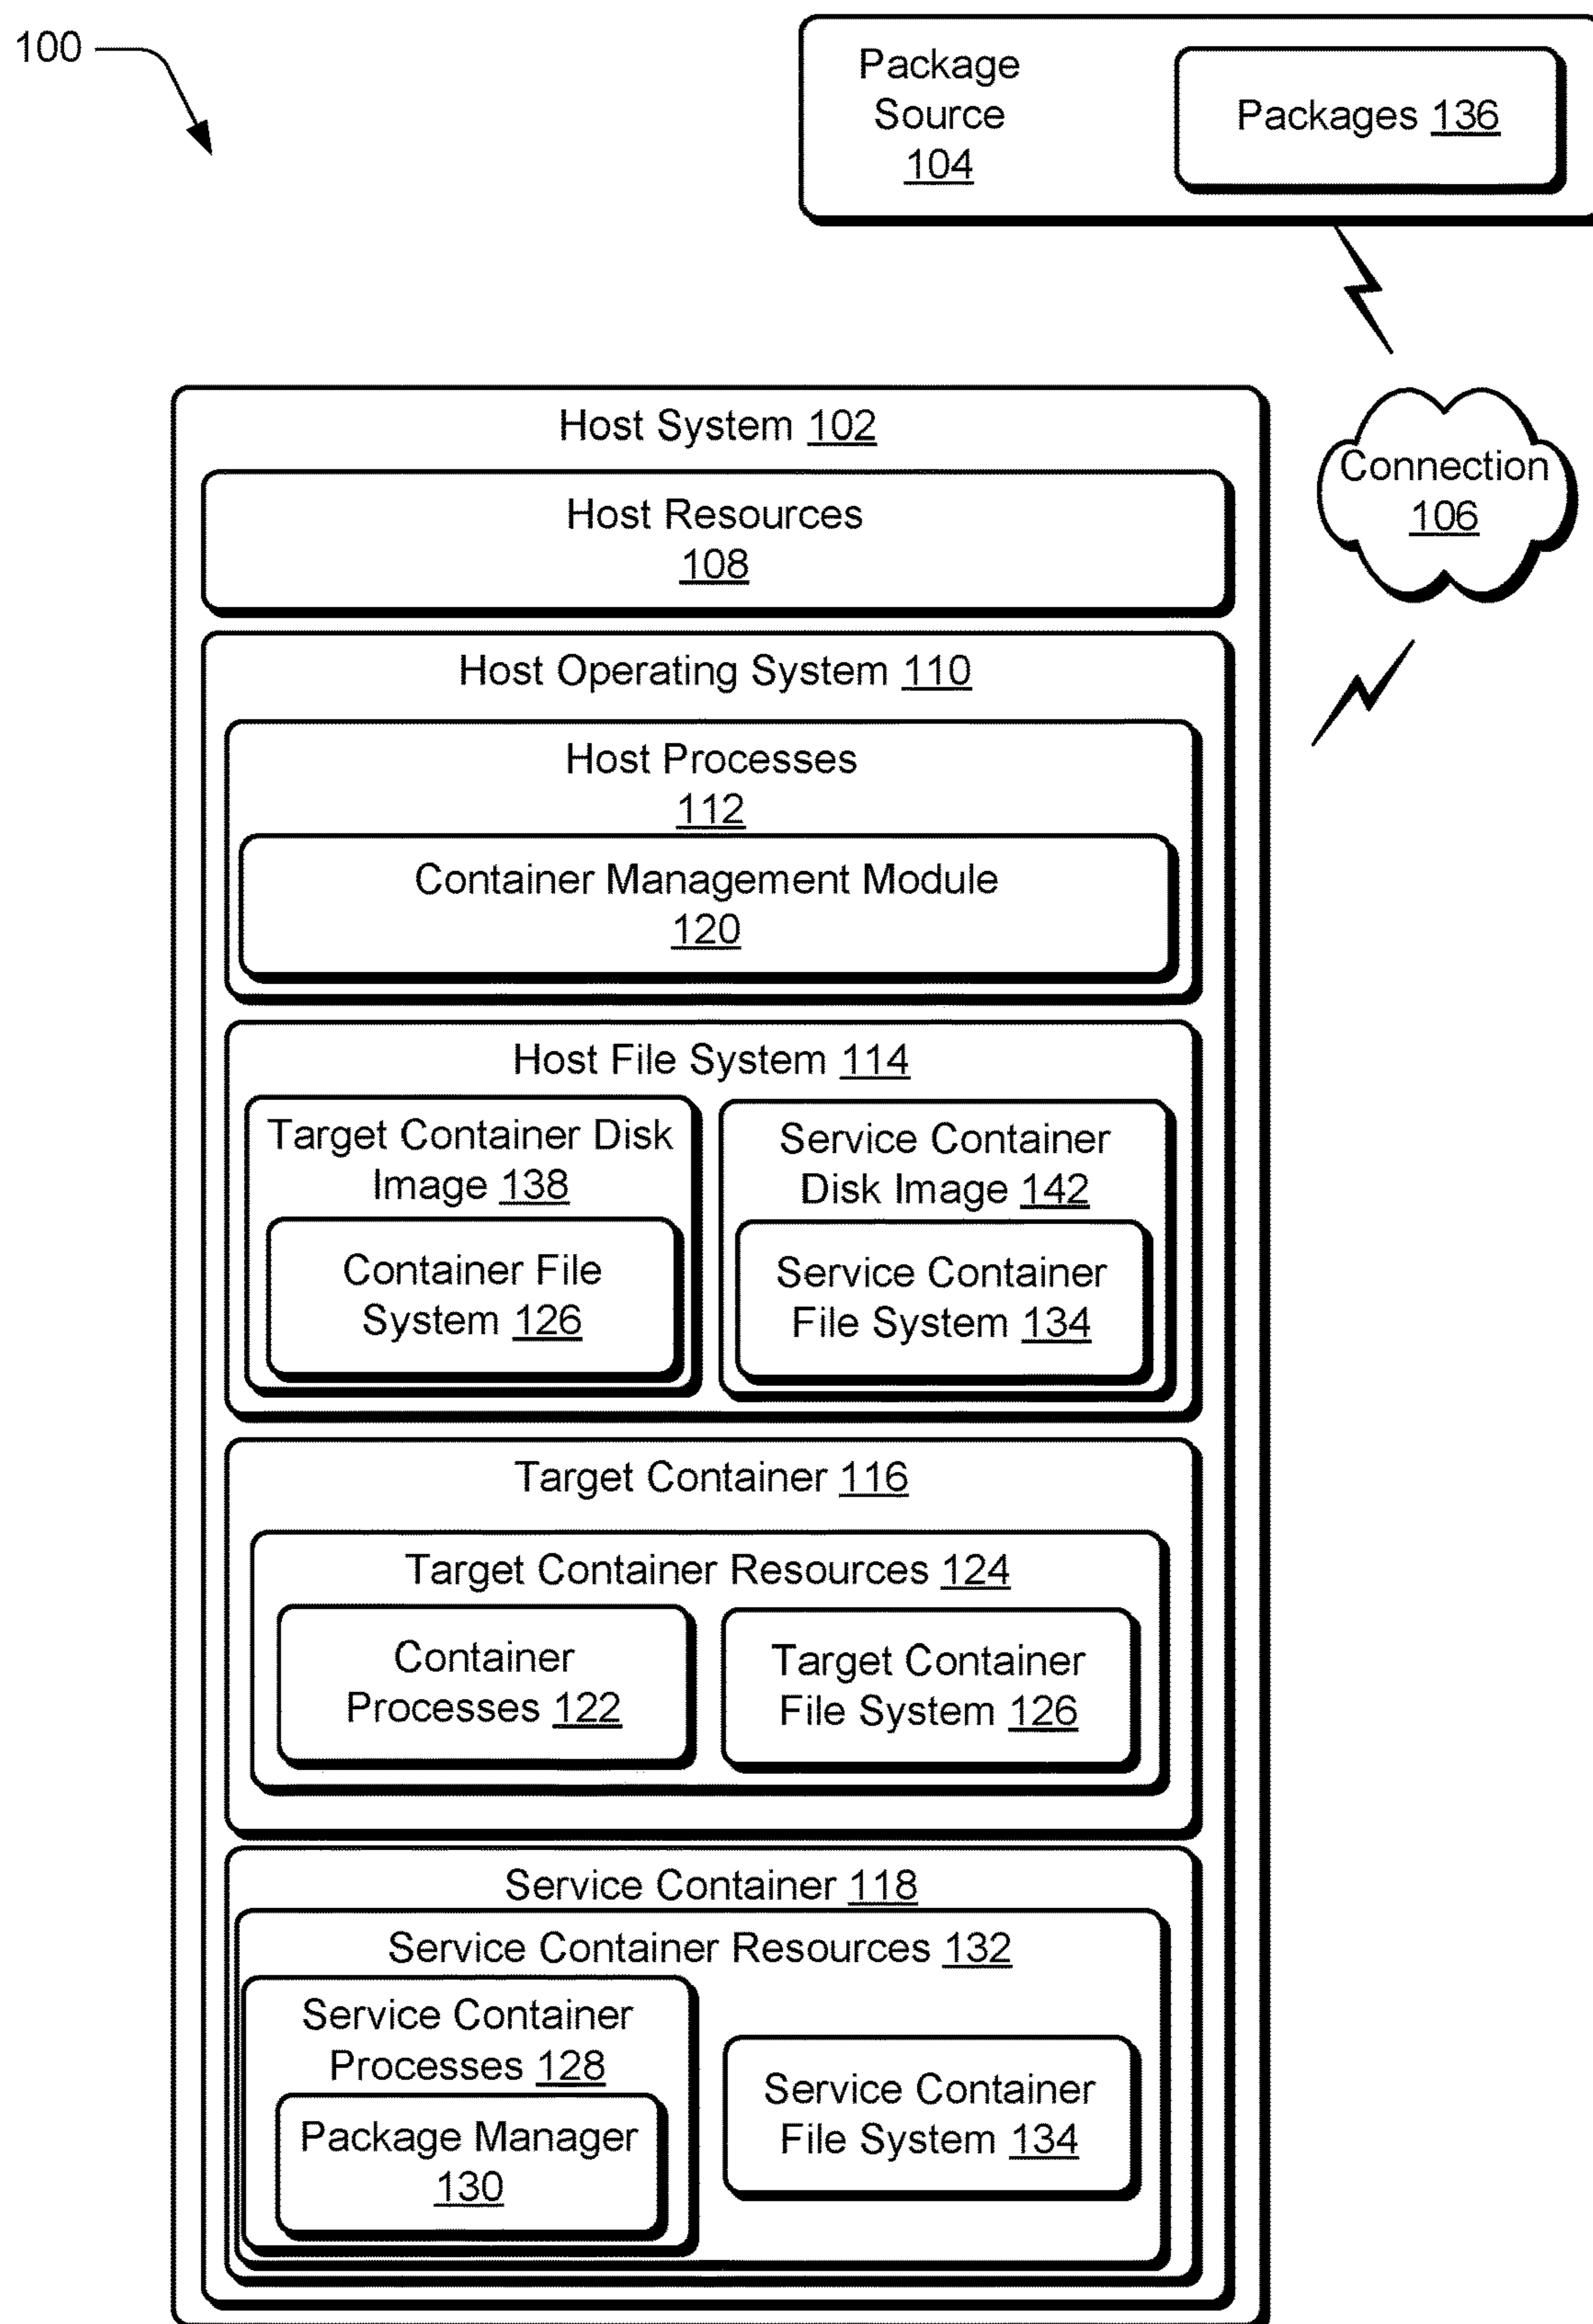 100
Package
Source
104
Packages 136
Host System 102
Connection
106
Host Resources
108
Host Operating System 110
Host Processes
112
Container Management Module
120
Host File System 114
Target Container Disk
Image 138
Service Container
Disk Image 142
Container File
System 126
Service Container
File System 134
Target Container 116
Target Container Resources 124
Container
Processes 122
Target Container
File System 126
Service Container 118
Service Container Resources 132
Service Container
Processes 128
Package Manager
130
Service Container
File System 134